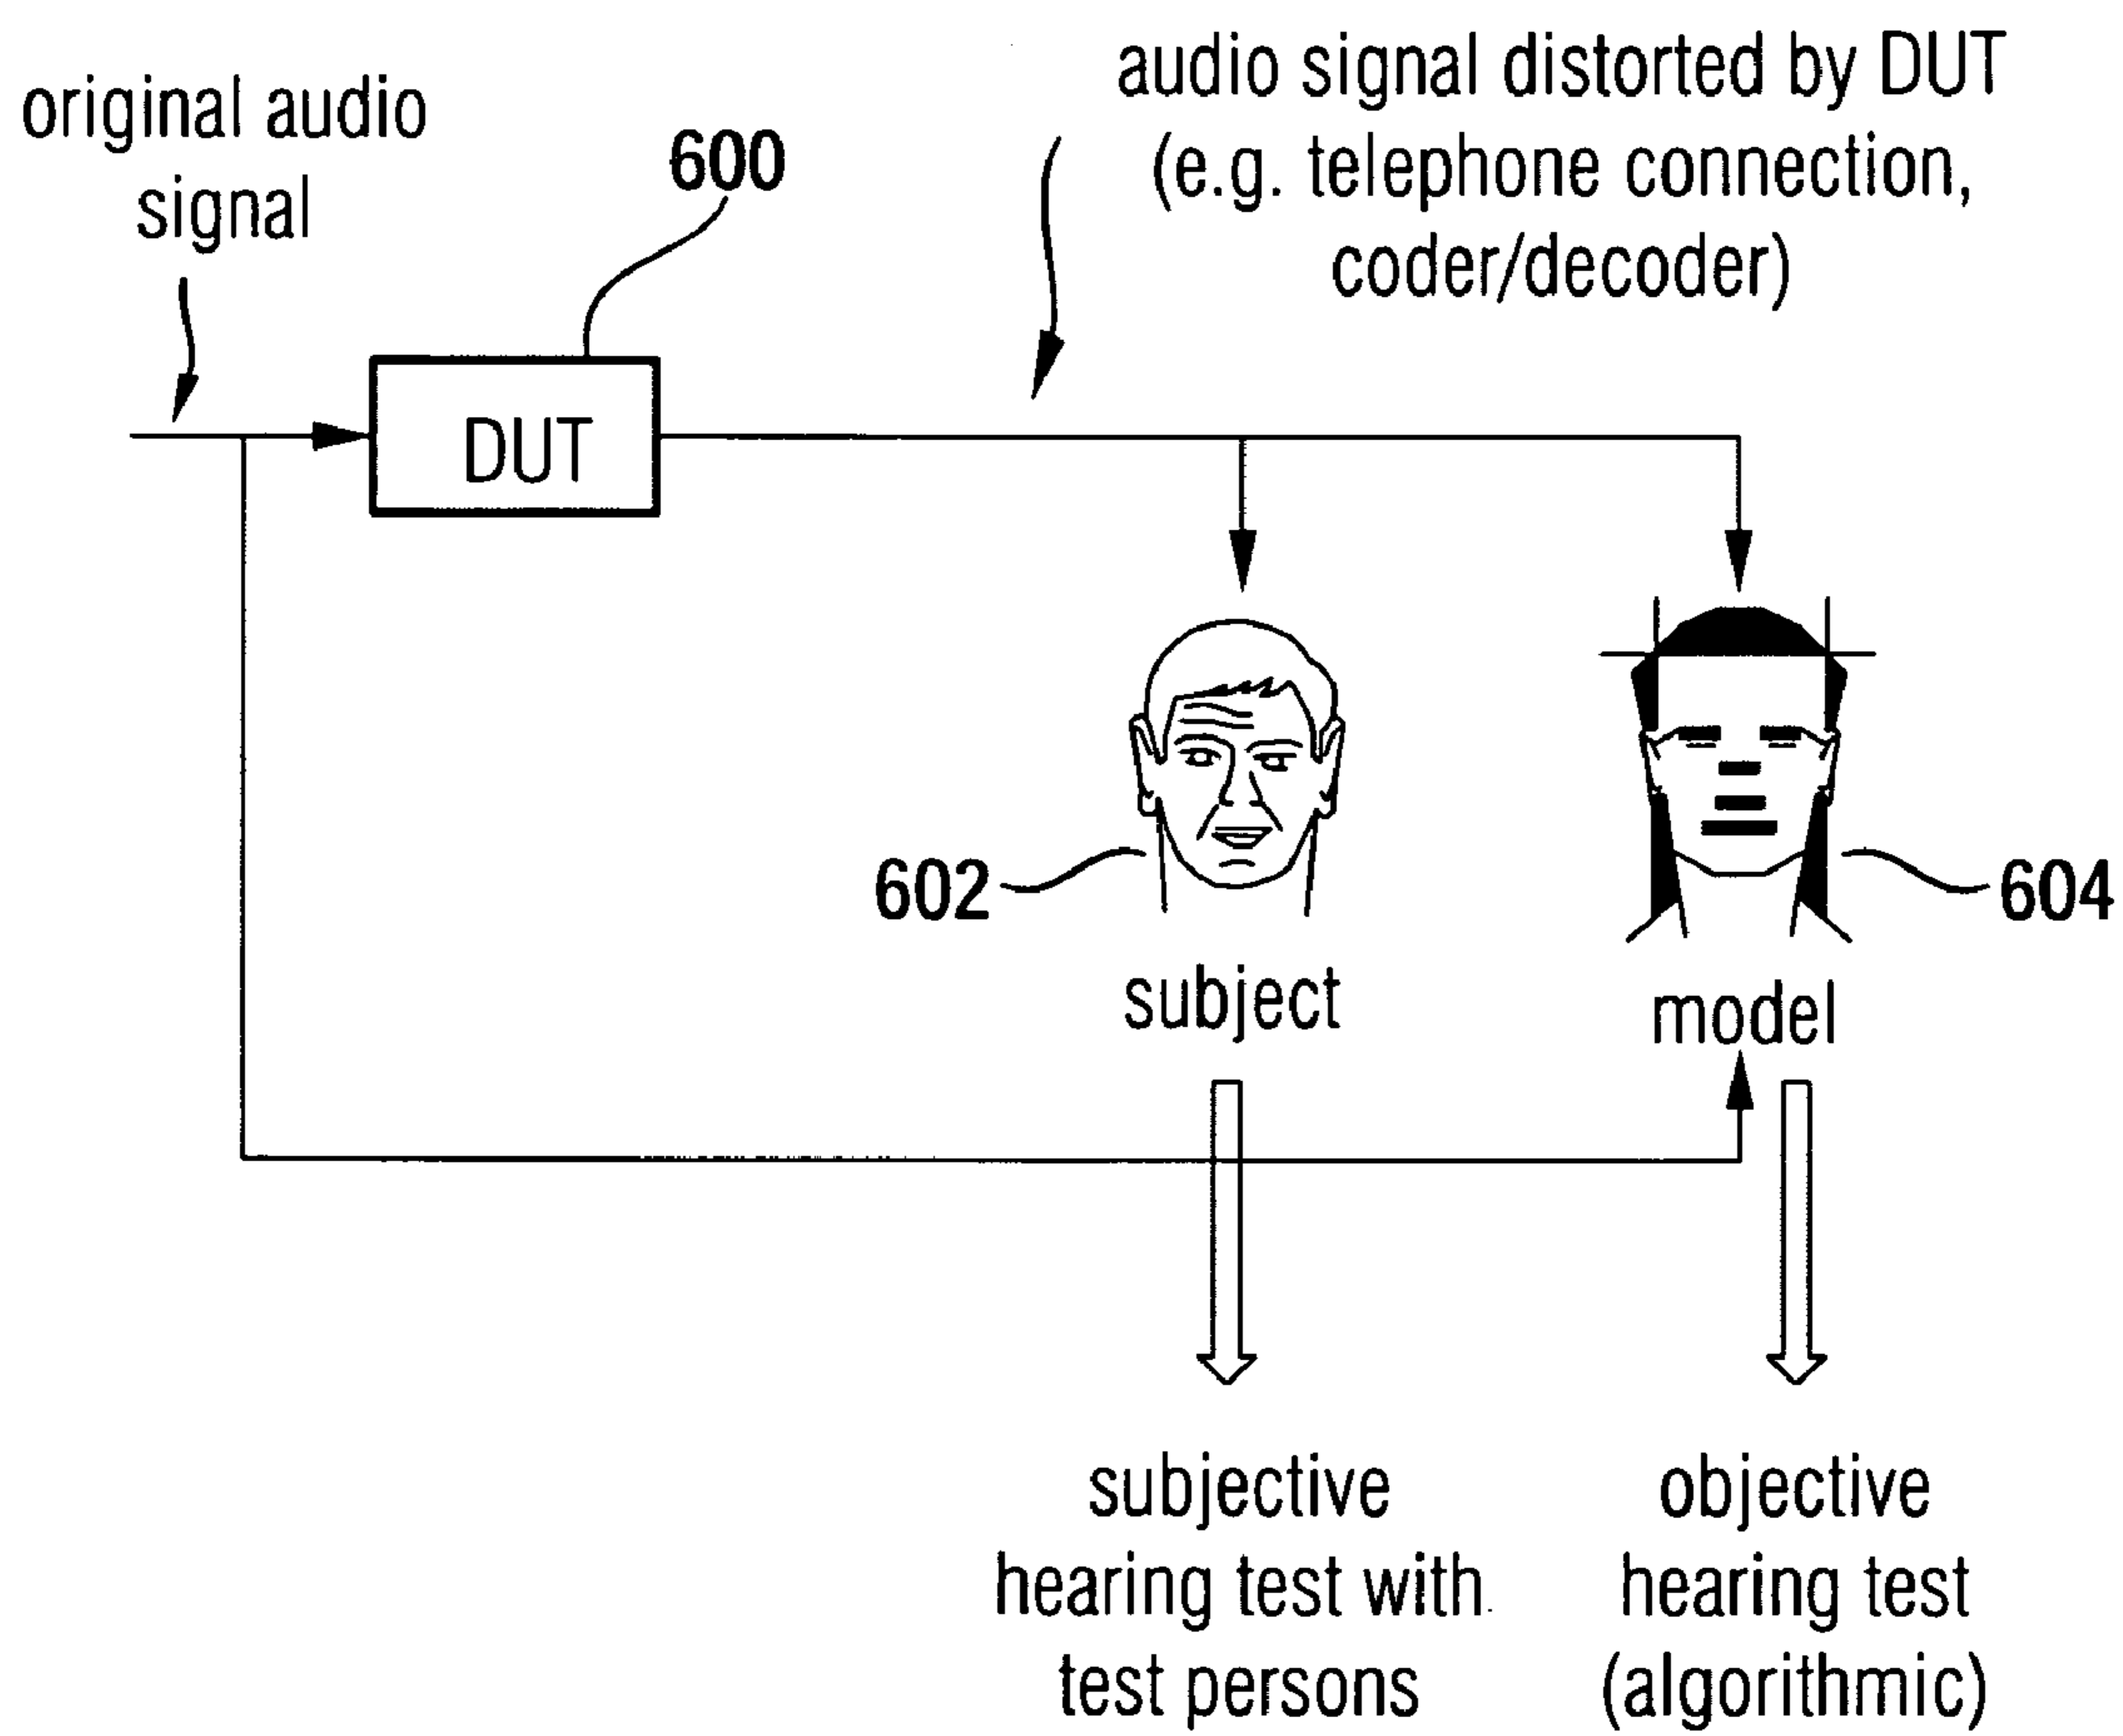 original audio
signal
600
audio signal distorted by DUT
(e.g. telephone connection,
coder/decoder)
DUT
602
604
subject
model
subjective
hearing test with
test persons
objective
hearing test
(algorithmic)